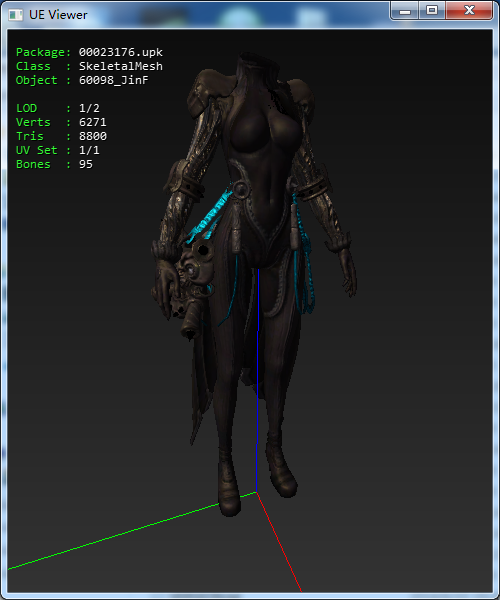 UE Viewer
Package: 00023176.upk
Class : SkeletalMesh
Object : 60098_JinF
LOD : 1/2
Verts : 6271
Tris : 8800
UV Set : 1/1
Bones : 95